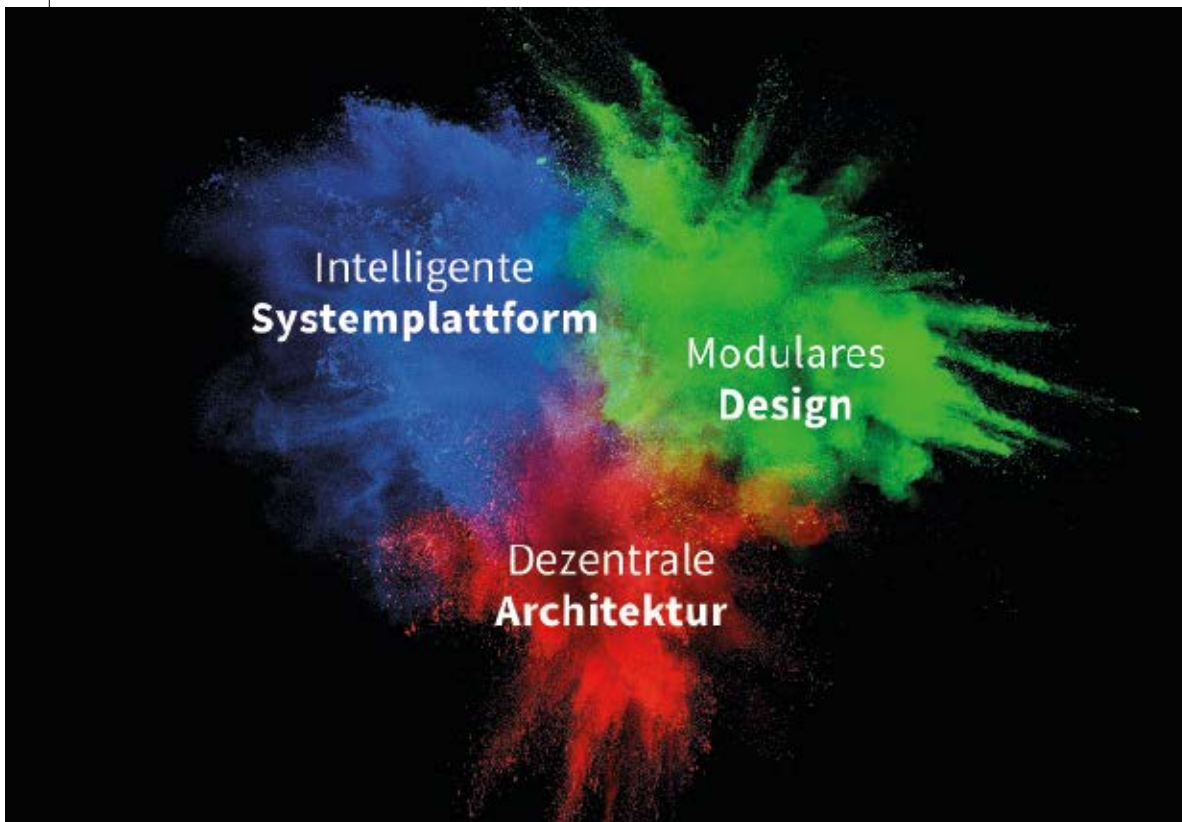 Intelligente
Systemplattform
Modulares
Design
Dezentrale
Architektur